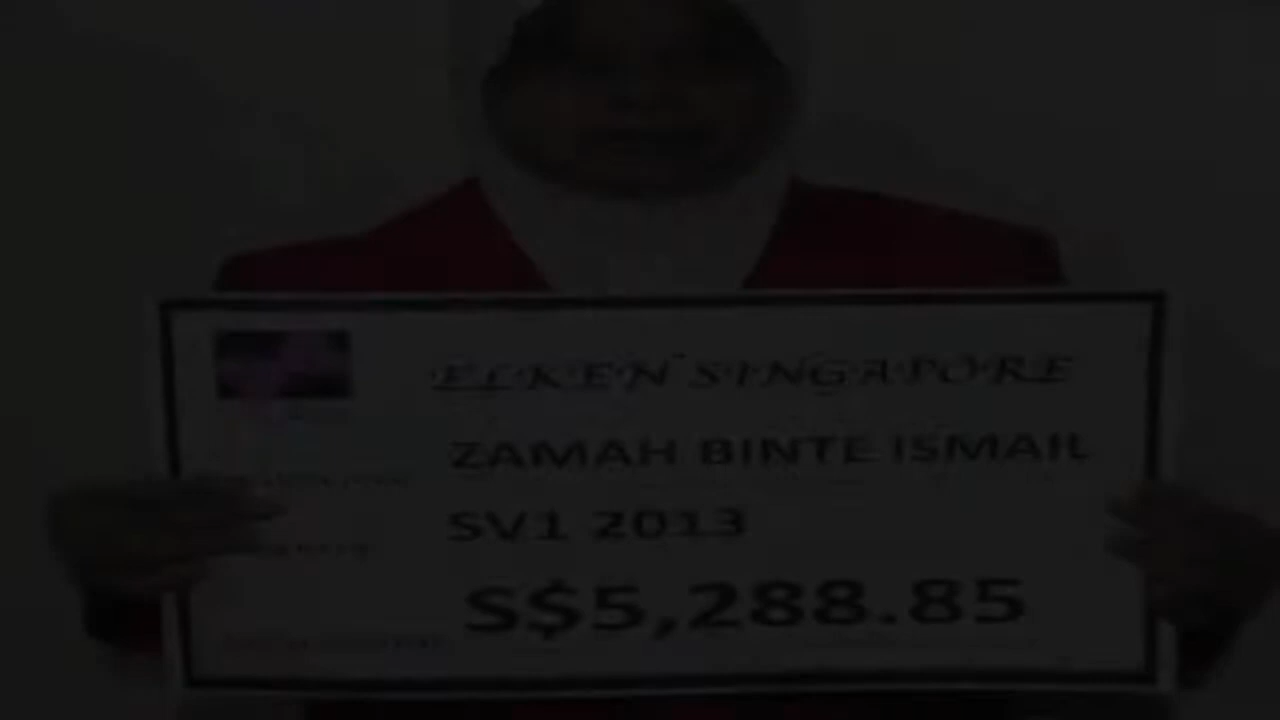 ELKEN SINGAPORE
ZAMAH BINTE ISMAIL
SV1 2013
S$5,288.85